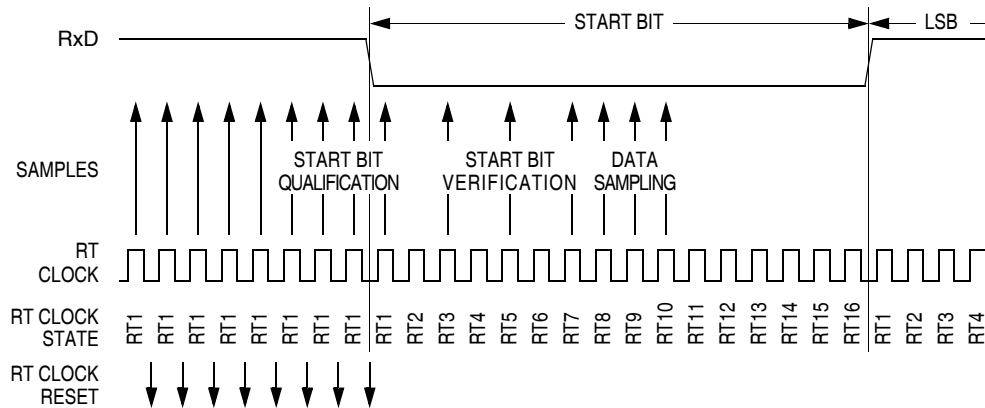 START BIT LSB
RxD
SAMPLES
START BIT QUALIFICATION
START BIT VERIFICATION
DATA SAMPLING
RT CLOCK
RT CLOCK STATE
RT1 RT1 RT1 RT1 RT1 RT1 RT1 RT1 RT1 RT2 RT3 RT4 RT5 RT6 RT7 RT8 RT9 RT10 RT11 RT12 RT13 RT14 RT15 RT16 RT1 RT2 RT3 RT4
RT CLOCK RESET